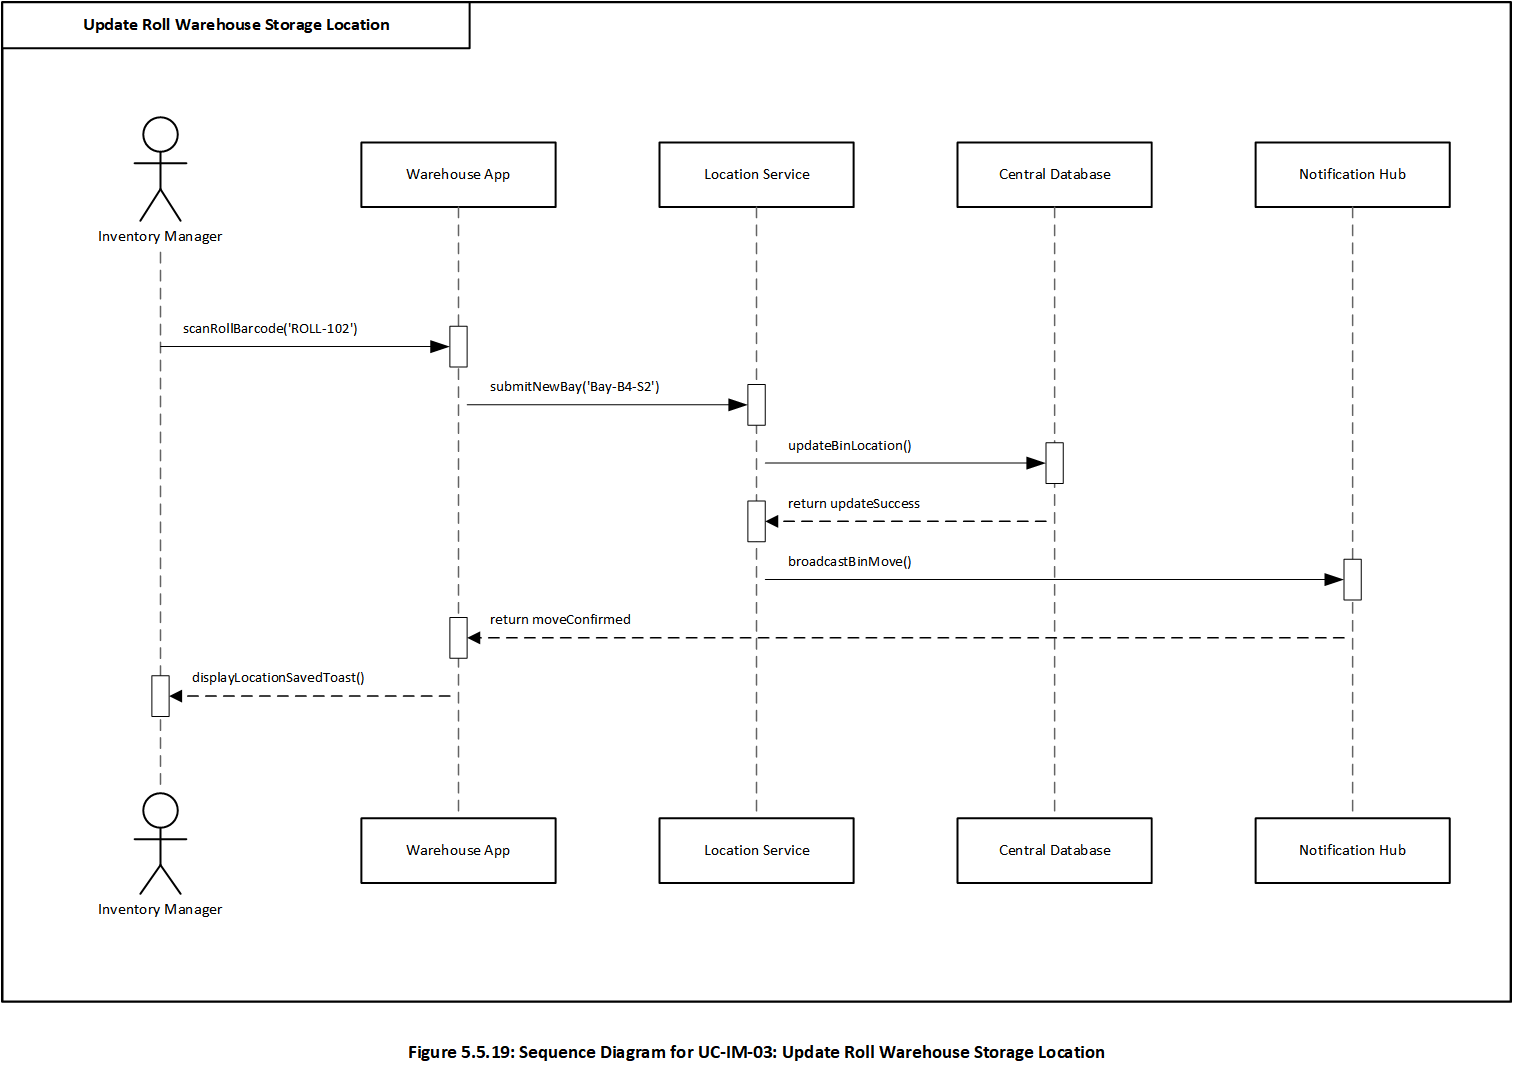 Update Roll Warehouse Storage Location
Inventory Manager
Warehouse App
Location Service
Central Database
Notification Hub
scanRollBarcode('ROLL-102')
submitNewBay('Bay-B4-S2')
updateBinLocation()
return updateSuccess
broadcastBinMove()
return moveConfirmed
displayLocationSavedToast()
Inventory Manager
Warehouse App
Location Service
Central Database
Notification Hub
Figure 5.5.19: Sequence Diagram for UC-IM-03: Update Roll Warehouse Storage Location